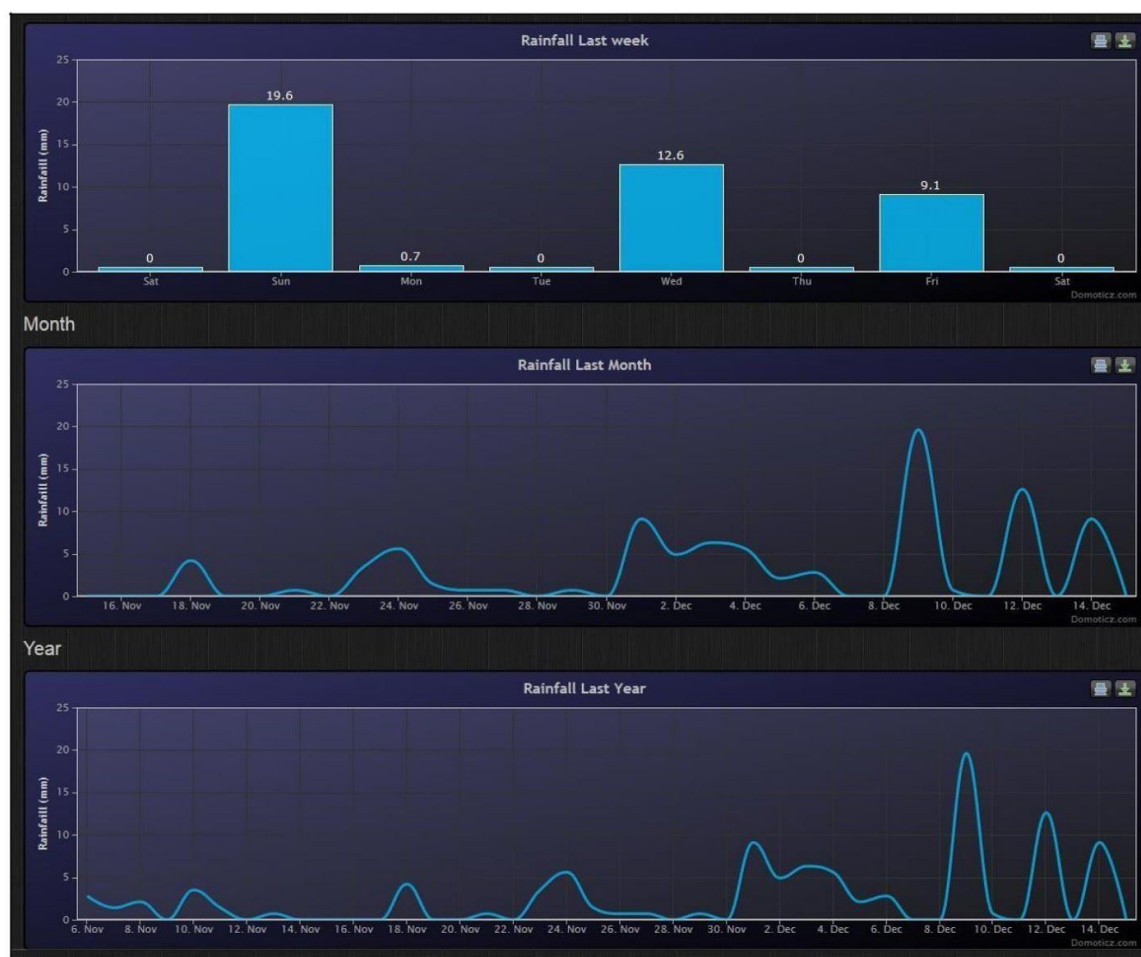 Rainfall Last week
Rainfaill (mm)
25
20
15
10
5
0
0
19.6
0.7
0
12.6
0
9.1
0
Sat Sun Mon Tue Wed Thu Fri Sat
Domoticz.com
Month
Rainfall Last Month
Rainfaill (mm)
25
20
15
10
5
0
16. Nov 18. Nov 20. Nov 22. Nov 24. Nov 26. Nov 28. Nov 30. Nov 2. Dec 4. Dec 6. Dec 8. Dec 10. Dec 12. Dec 14. Dec
Domoticz.com
Year
Rainfall Last Year
Rainfaill (mm)
25
20
15
10
5
0
6. Nov 8. Nov 10. Nov 12. Nov 14. Nov 16. Nov 18. Nov 20. Nov 22. Nov 24. Nov 26. Nov 28. Nov 30. Nov 2. Dec 4. Dec 6. Dec 8. Dec 10. Dec 12. Dec 14. Dec
Domoticz.com